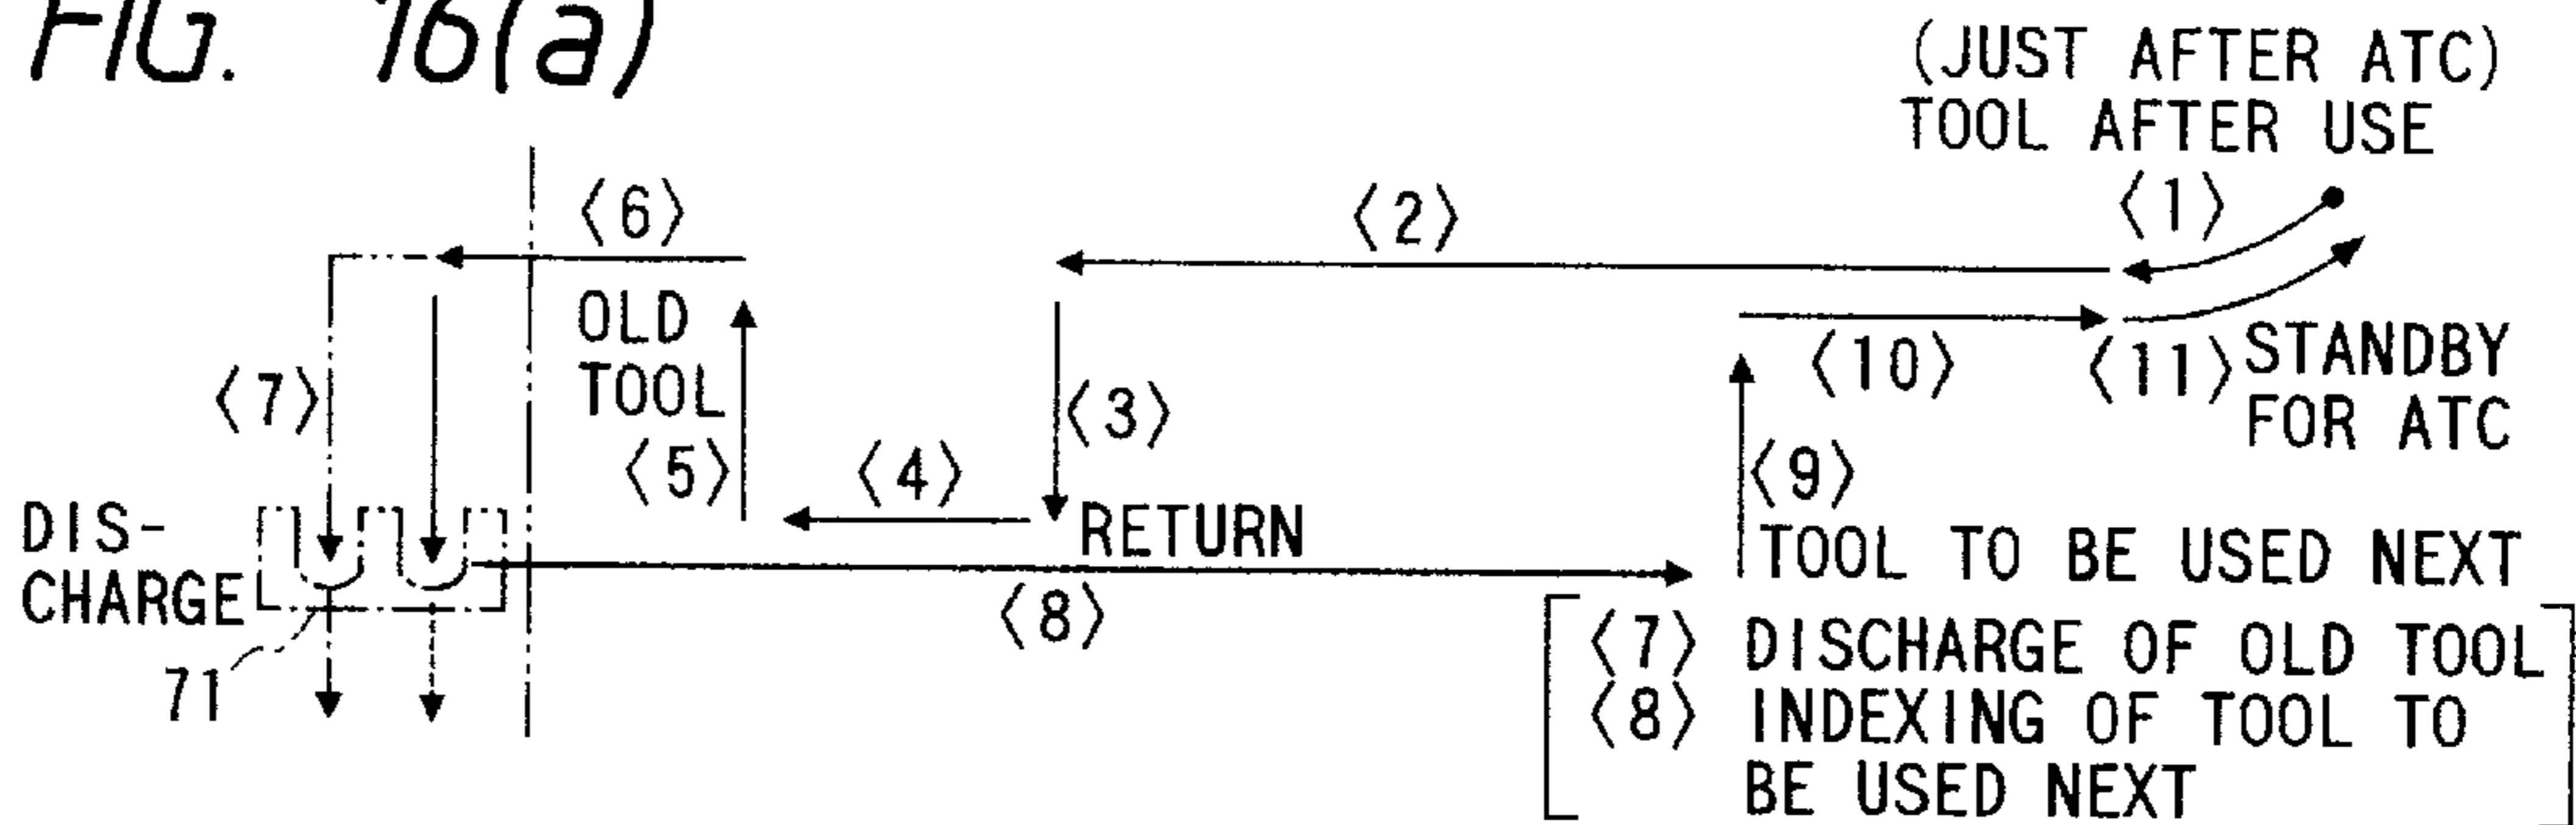 FIG. 16(a)
(JUST AFTER ATC)
TOOL AFTER USE
⟨1⟩
⟨2⟩
⟨6⟩
OLD
TOOL
⟨7⟩
⟨5⟩
⟨4⟩
⟨3⟩
⟨10⟩
⟨11⟩ STANDBY
FOR ATC
⟨9⟩
DIS-
CHARGE
RETURN
TOOL TO BE USED NEXT
⟨8⟩
71
⟨7⟩ DISCHARGE OF OLD TOOL
⟨8⟩ INDEXING OF TOOL TO
BE USED NEXT